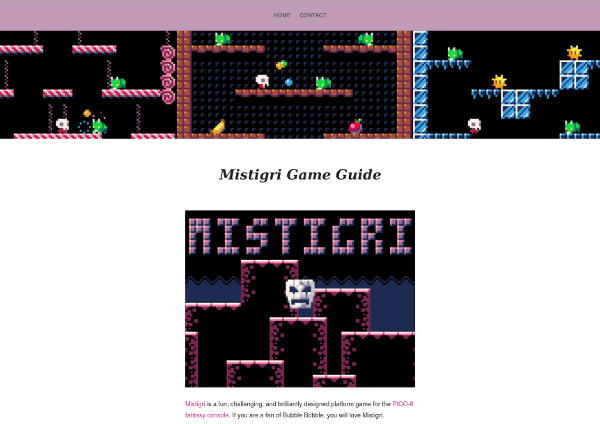 HOME CONTACT
Mistigri Game Guide
MISTIGRI
Mistigri is a fun, challenging, and brilliantly designed platform game for the PICO-8
fantasy console. If you are a fan of Bubble Bobble, you will love Mistigri.